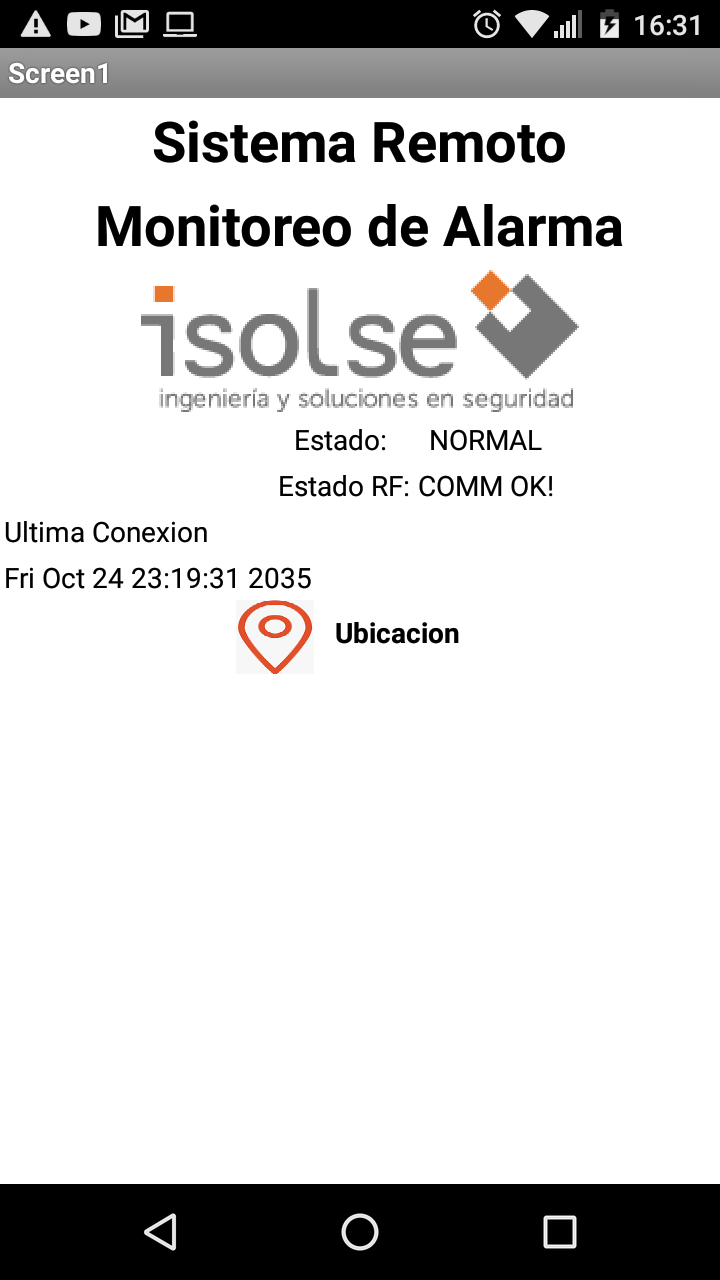 16:31
Screen1
Sistema Remoto
Monitoreo de Alarma
isolse
ingeniería y soluciones en seguridad
Estado: NORMAL
Estado RF: COMM OK!
Ultima Conexion
Fri Oct 24 23:19:31 2035
Ubicacion